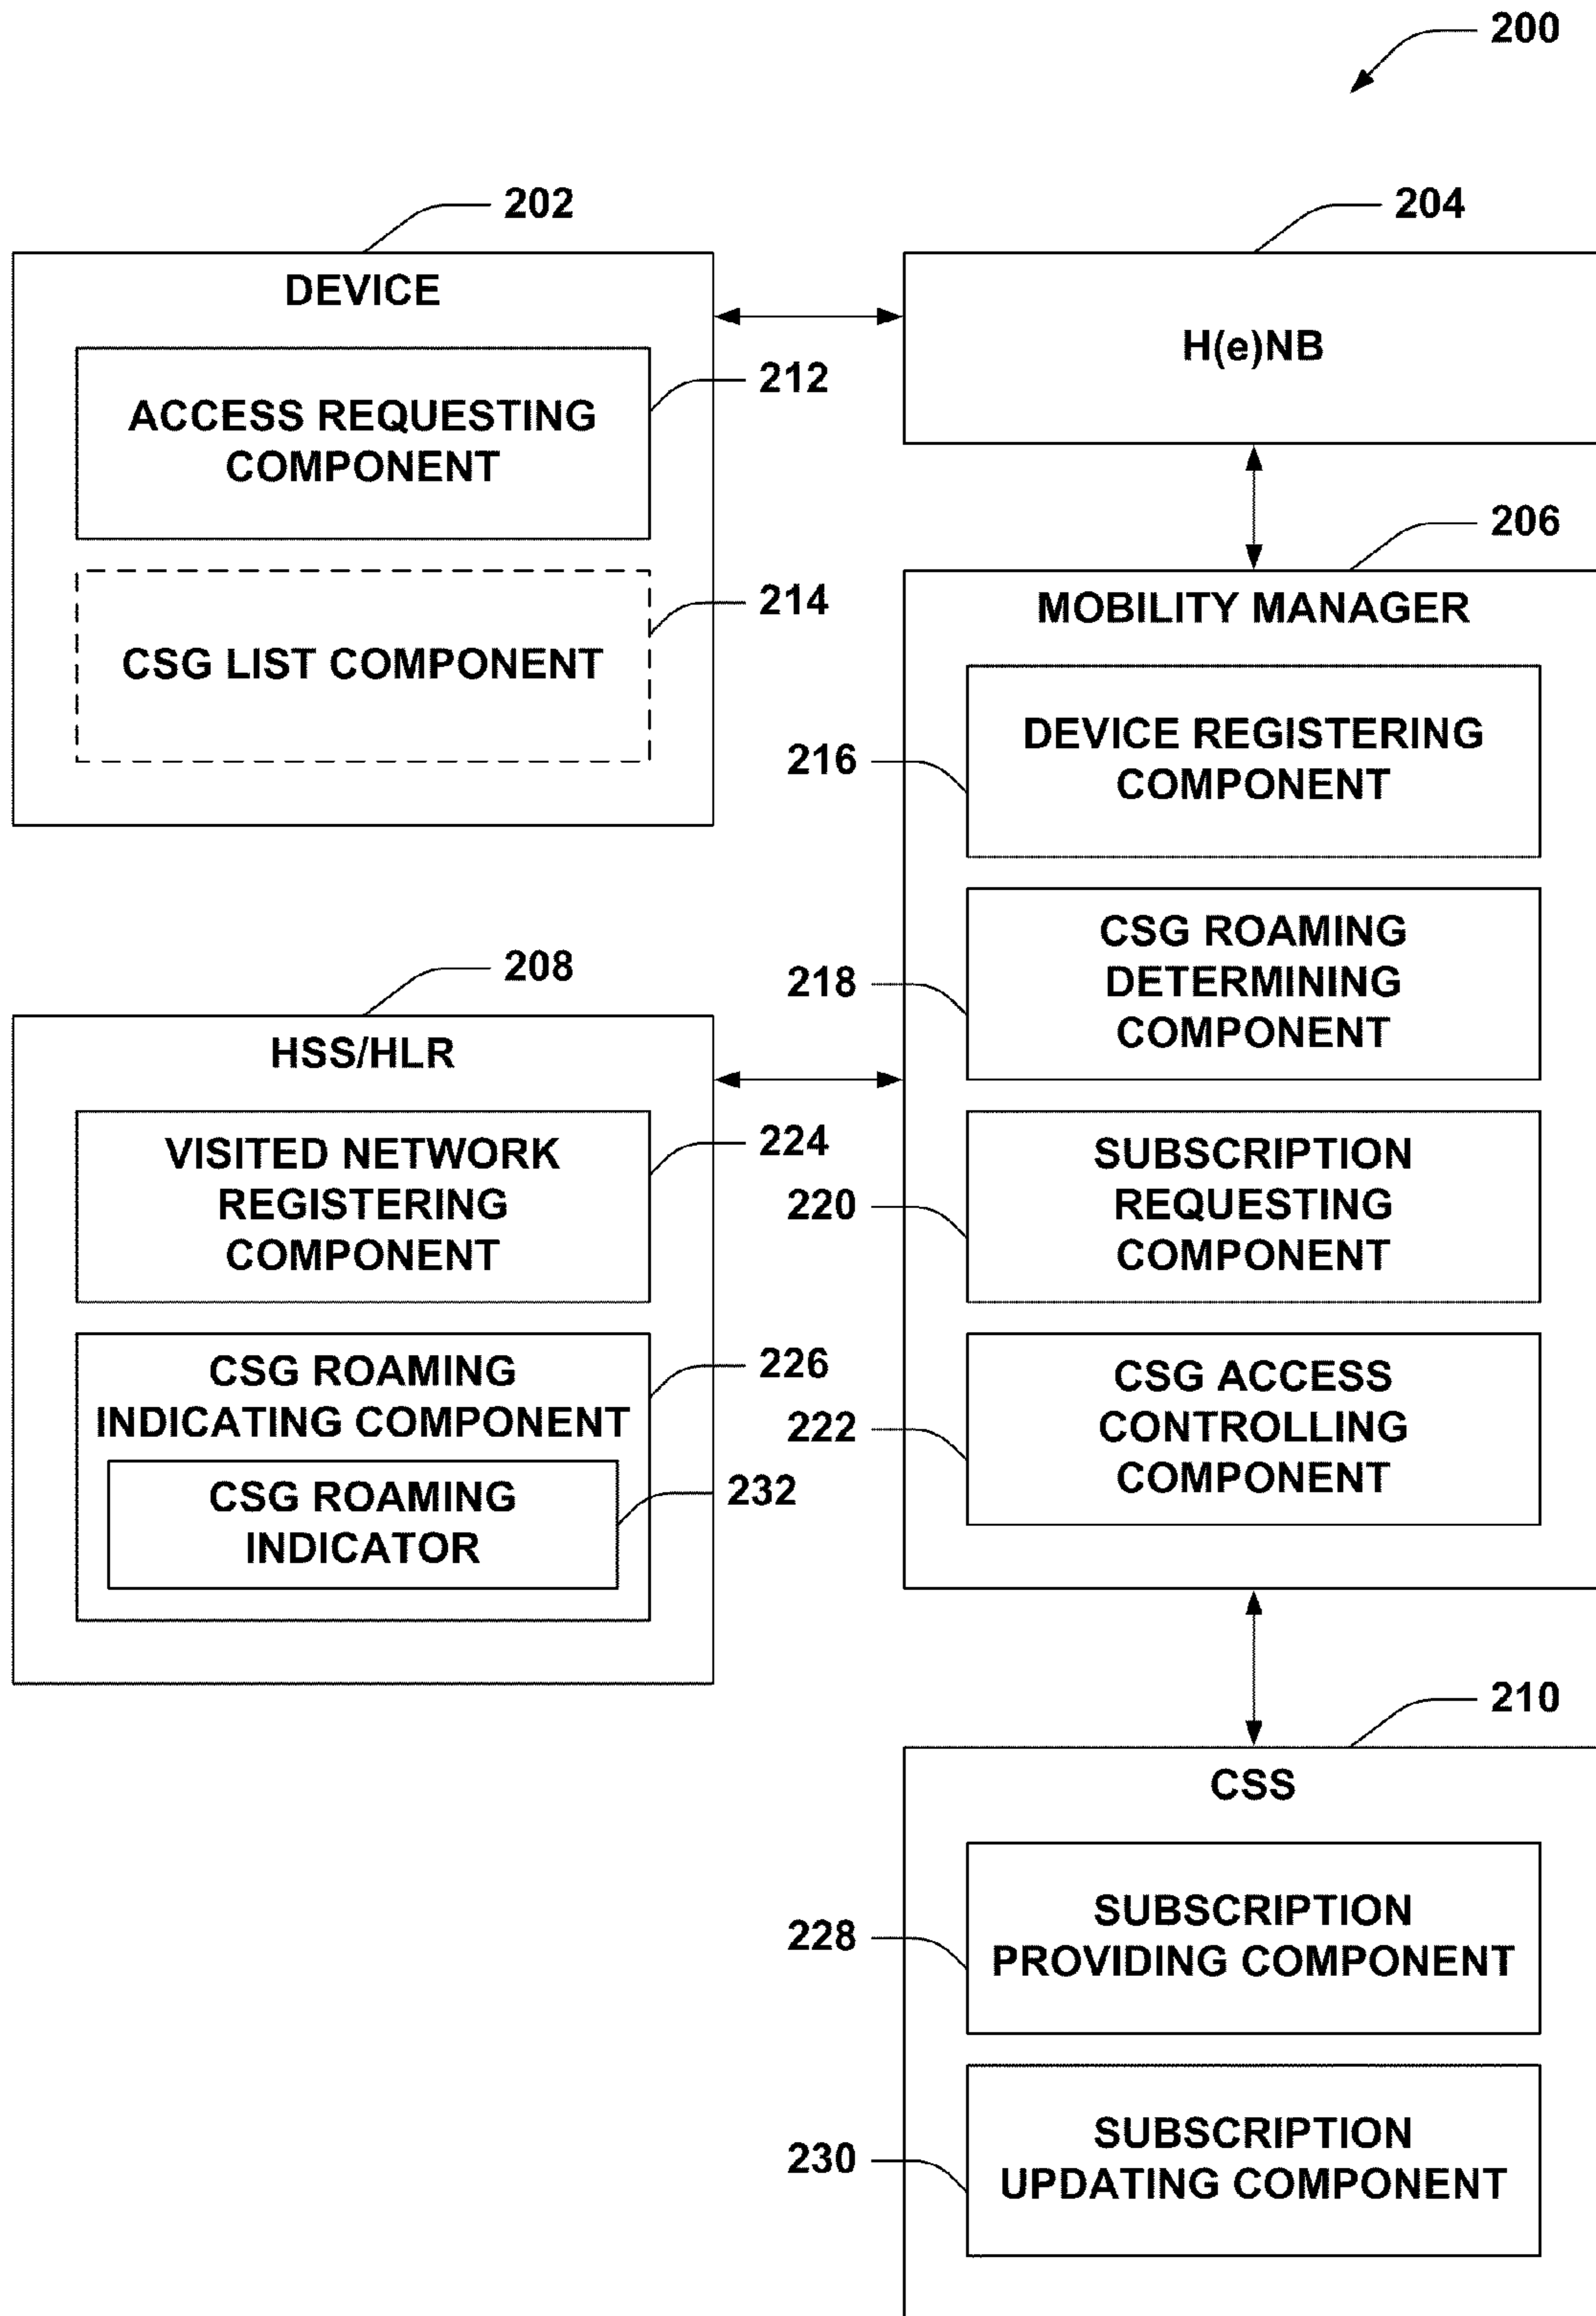 200
202
204
DEVICE
H(e)NB
ACCESS REQUESTING
COMPONENT
212
CSG LIST COMPONENT
214
206
MOBILITY MANAGER
DEVICE REGISTERING
COMPONENT
216
CSG ROAMING
DETERMINING
COMPONENT
218
SUBSCRIPTION
REQUESTING
COMPONENT
220
CSG ACCESS
CONTROLLING
COMPONENT
222
208
HSS/HLR
VISITED NETWORK
REGISTERING
COMPONENT
224
CSG ROAMING
INDICATING COMPONENT
226
CSG ROAMING
INDICATOR
232
210
CSS
SUBSCRIPTION
PROVIDING COMPONENT
228
SUBSCRIPTION
UPDATING COMPONENT
230